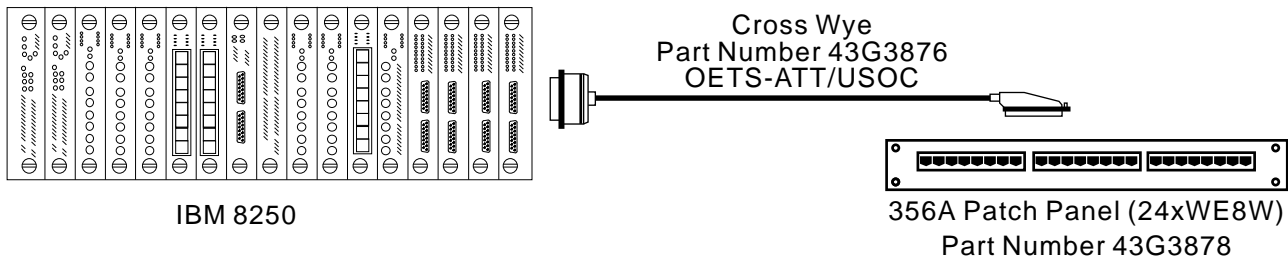 Cross Wye
Part Number 43G3876
OETS-ATT/USOC
IBM 8250
356A Patch Panel (24xWE8W)
Part Number 43G3878